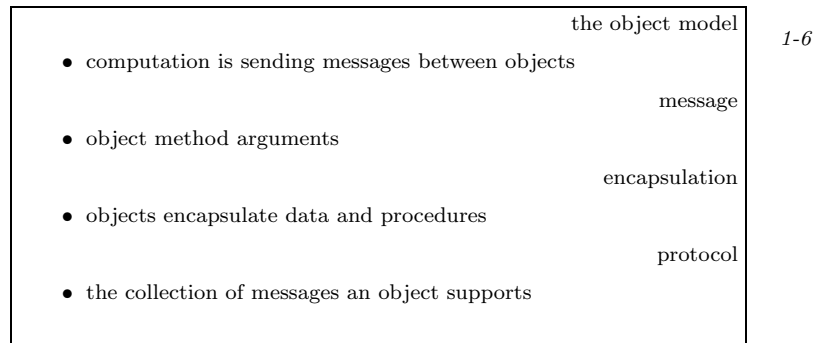 the object model
1-6
• computation is sending messages between objects
message
• object method arguments
encapsulation
• objects encapsulate data and procedures
protocol
• the collection of messages an object supports